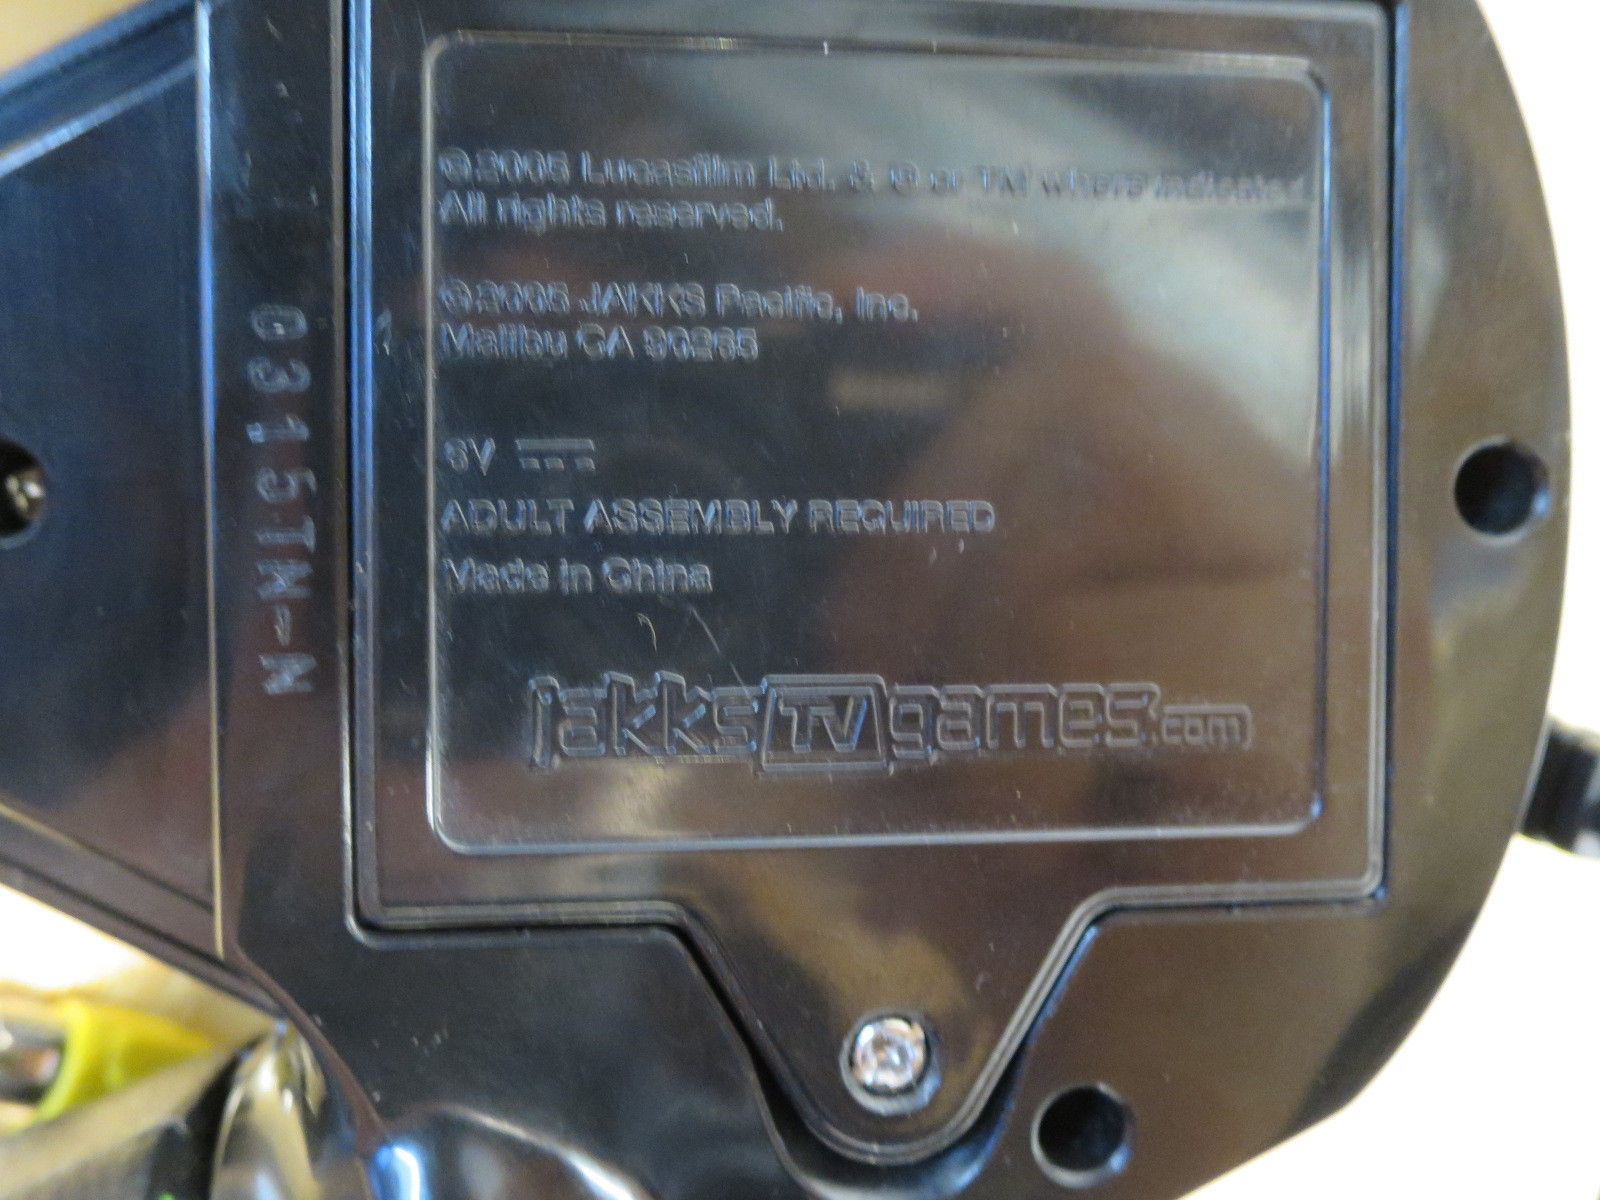 ©2005 Lucasfilm Ltd. & ® or TM where indicated.
All rights reserved.
©2005 JAKKS Pacific, Inc.
Malibu CA 90265
6V
ADULT ASSEMBLY REQUIRED
Made in China
jakks TV games.com
0315TN-N